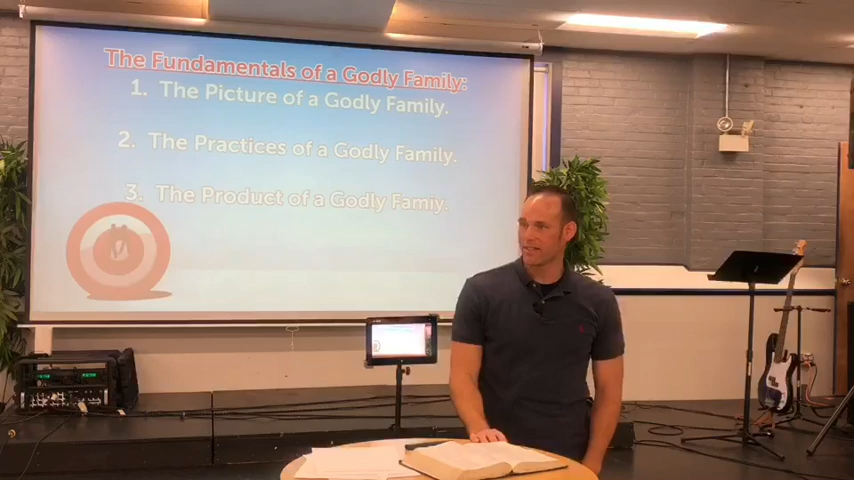 The Fundamentals of a Godly Family:
1. The Picture of a Godly Family.
2. The Practices of a Godly Family.
3. The Product of a Godly Famiy.